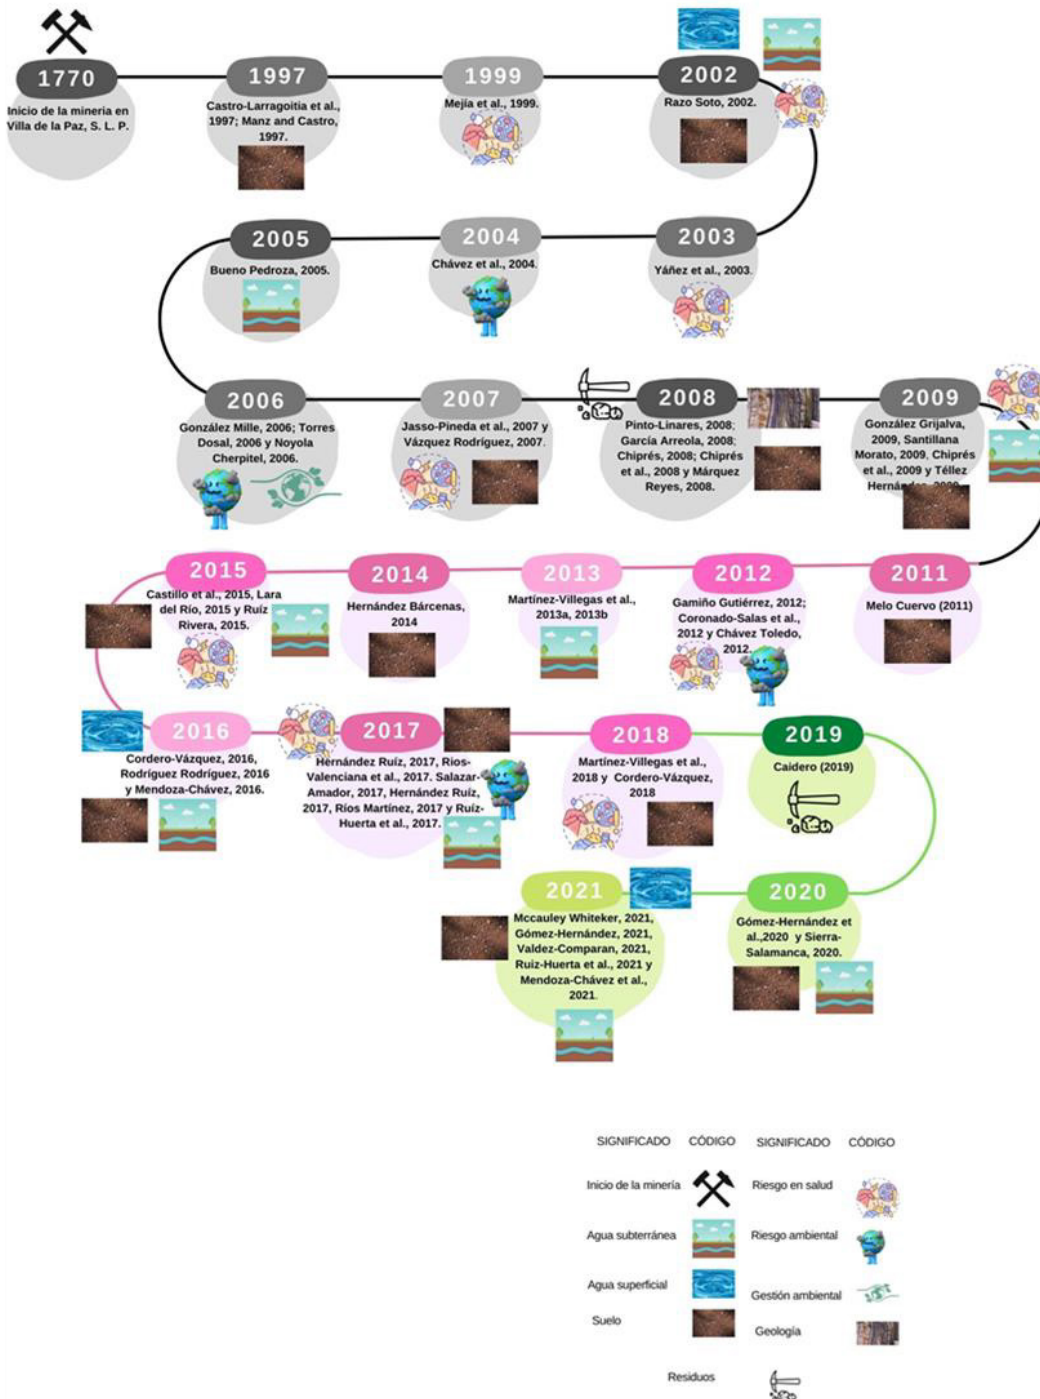 1770
Inicio de la mineria en
Villa de la Paz, S. L. P.
1997
Castro-Larragoitia et al.,
1997; Manz and Castro,
1997.
1999
Mejía et al., 1999.
2002
Razo Soto, 2002.
2005
Bueno Pedroza, 2005.
2004
Chávez et al., 2004.
2003
Yáñez et al., 2003.
2006
González Mille, 2006; Torres
Dosal, 2006 y Noyola
Cherpitel, 2006.
2007
Jasso-Pineda et al., 2007 y
Vázquez Rodríguez, 2007.
2008
Pinto-Linares, 2008;
García Arreola, 2008;
Chiprés, 2008; Chiprés
et al., 2008 y Márquez
Reyes, 2008.
2009
González Grijalva,
2009, Santillana
Morato, 2009. Chiprés
et al., 2009 y Téllez
Hernández, 2009
2015
Castillo et al., 2015, Lara
del Río, 2015 y Ruíz
Rivera, 2015.
2014
Hernández Bárcenas,
2014
2013
Martínez-Villegas et al.,
2013a, 2013b
2012
Gamiño Gutiérrez, 2012;
Coronado-Salas et al.,
2012 y Chávez Toledo,
2012.
2011
Melo Cuervo (2011)
2016
Cordero-Vázquez, 2016,
Rodríguez Rodríguez, 2016
y Mendoza-Chávez, 2016.
2017
Hernández Ruíz, 2017, Rios-
Valenciana et al., 2017. Salazar-
Amador, 2017, Hernández Ruíz,
2017, Ríos Martínez, 2017 y Ruíz-
Huerta et al., 2017.
2018
Martínez-Villegas et al.,
2018 y Cordero-Vázquez,
2018
2019
Caidero (2019)
2021
Mccauley Whiteker, 2021,
Gómez-Hernández, 2021,
Valdez-Comparan, 2021,
Ruiz-Huerta et al., 2021 y
Mendoza-Chávez et al.,
2021.
2020
Gómez-Hernández et
al.,2020 y Sierra-
Salamanca, 2020.
SIGNIFICADO CÓDIGO SIGNIFICADO CÓDIGO
Inicio de la minería Riesgo en salud
Agua subterránea Riesgo ambiental
Agua superficial Gestión ambiental
Suelo Geología
Residuos